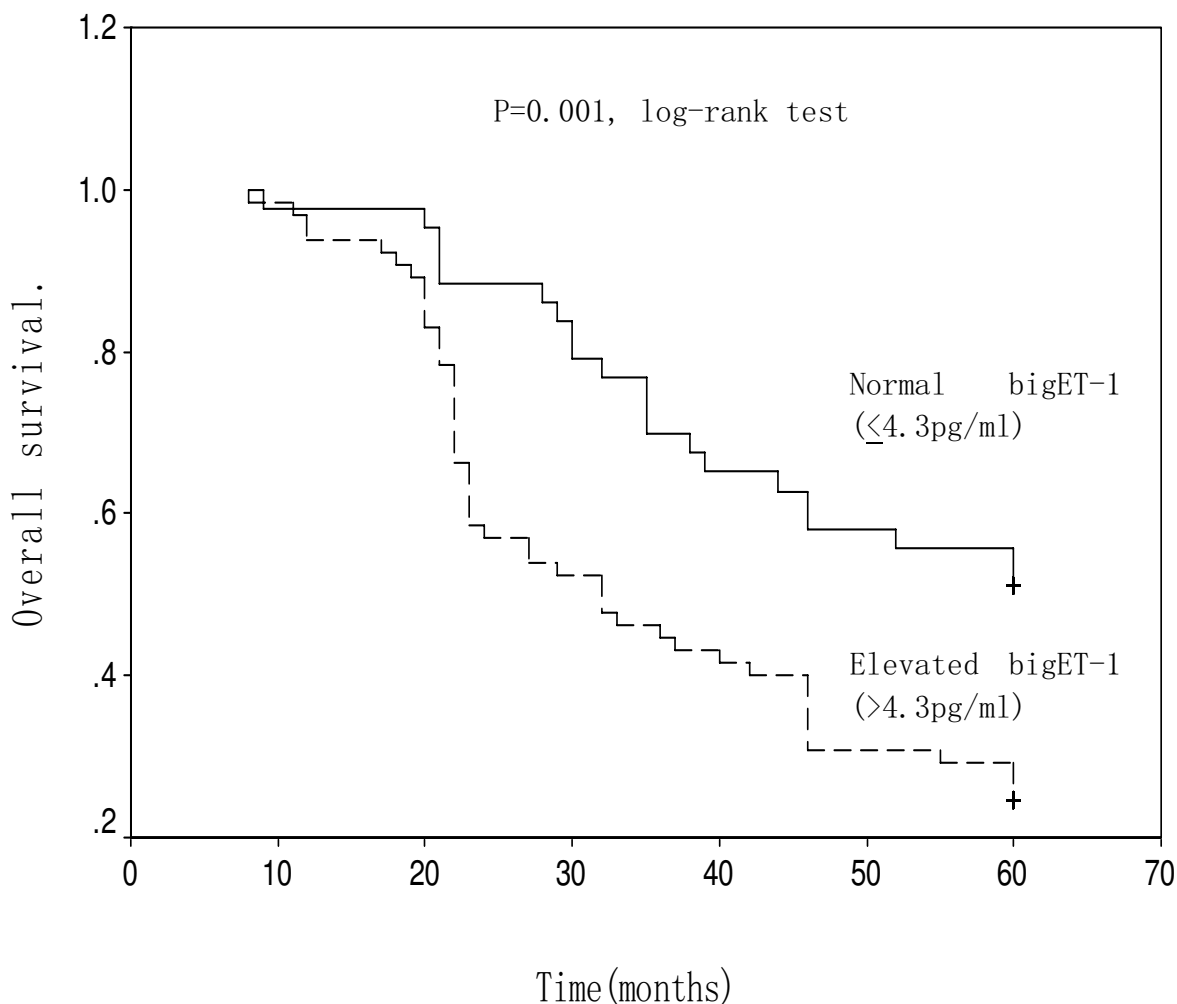 1.2
P=0.001, log-rank test
1.0
.8
Normal bigET-1
(≤4.3pg/ml)
.6
Elevated bigET-1
(>4.3pg/ml)
.4
.2
0 10 20 30 40 50 60 70
Time(months)
Overall survival.